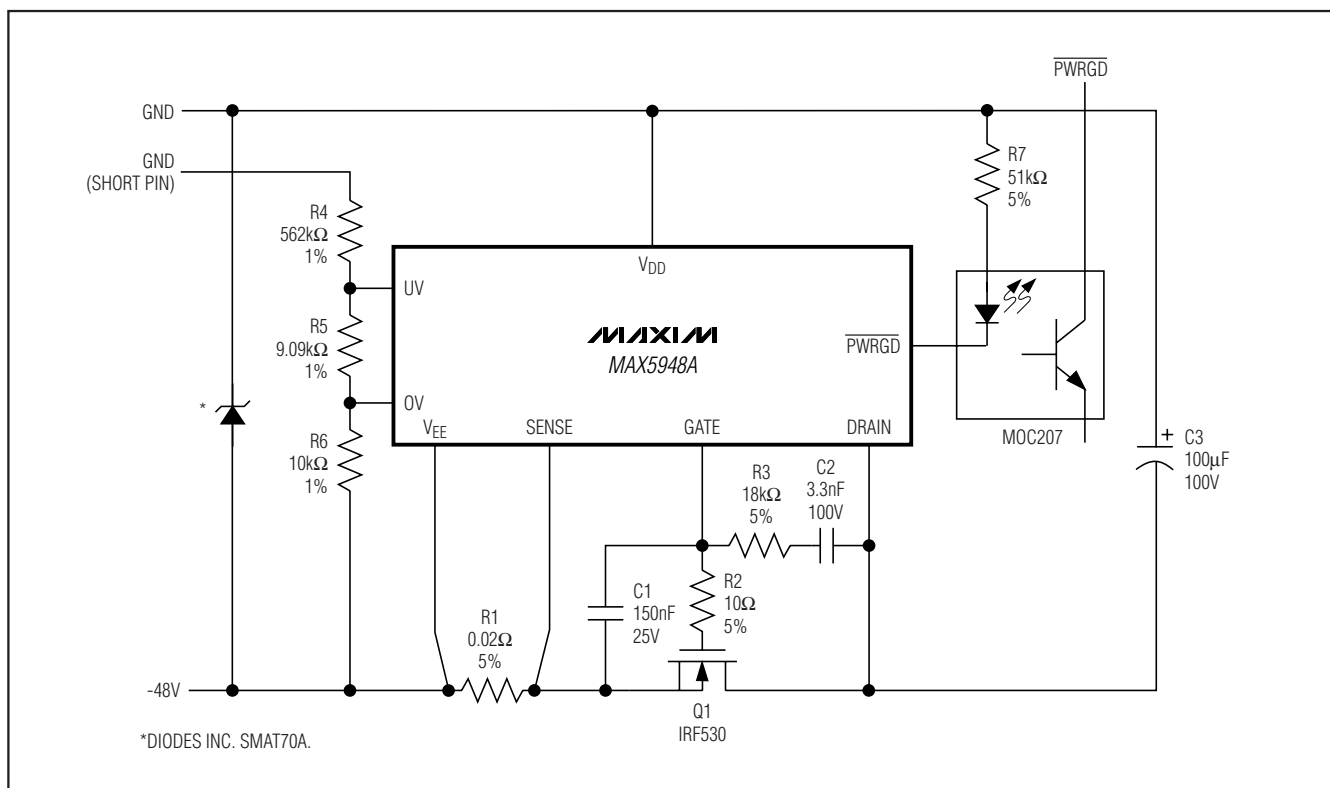 PWRGD
GND
GND
(SHORT PIN)
R4
562kΩ
1%
R5
9.09kΩ
1%
R6
10kΩ
1%
*
UV
OV
VDD
MAXIM
MAX5948A
PWRGD
VEE
SENSE
GATE
DRAIN
R7
51kΩ
5%
MOC207
+
C3
100μF
100V
R3
18kΩ
5%
C2
3.3nF
100V
C1
150nF
25V
R2
10Ω
5%
R1
0.02Ω
5%
-48V
Q1
IRF530
*DIODES INC. SMAT70A.